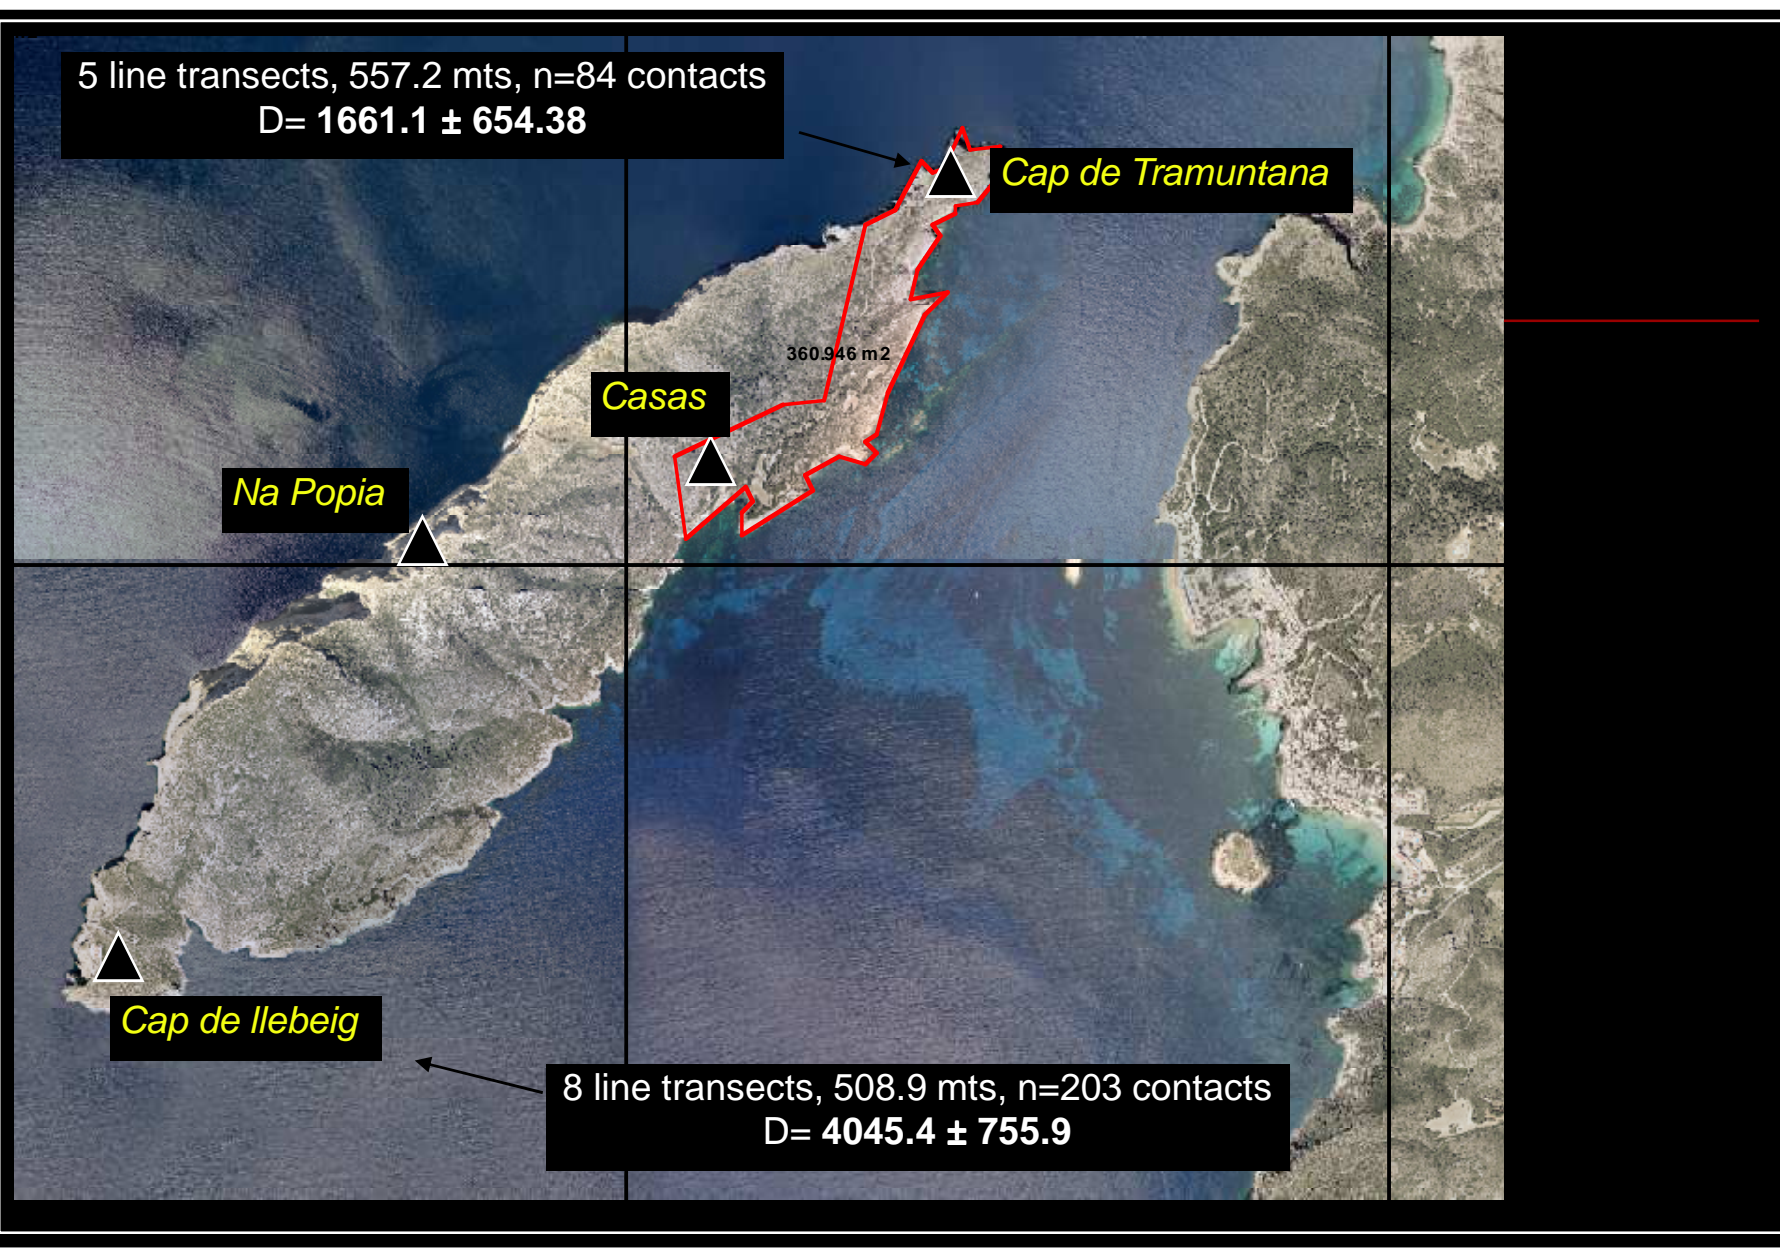 5 line transects, 557.2 mts, n=84 contacts
D= 1661.1 ± 654.38
Cap de Tramuntana
360.946 m2
Casas
Na Popia
Cap de llebeig
8 line transects, 508.9 mts, n=203 contacts
D= 4045.4 ± 755.9